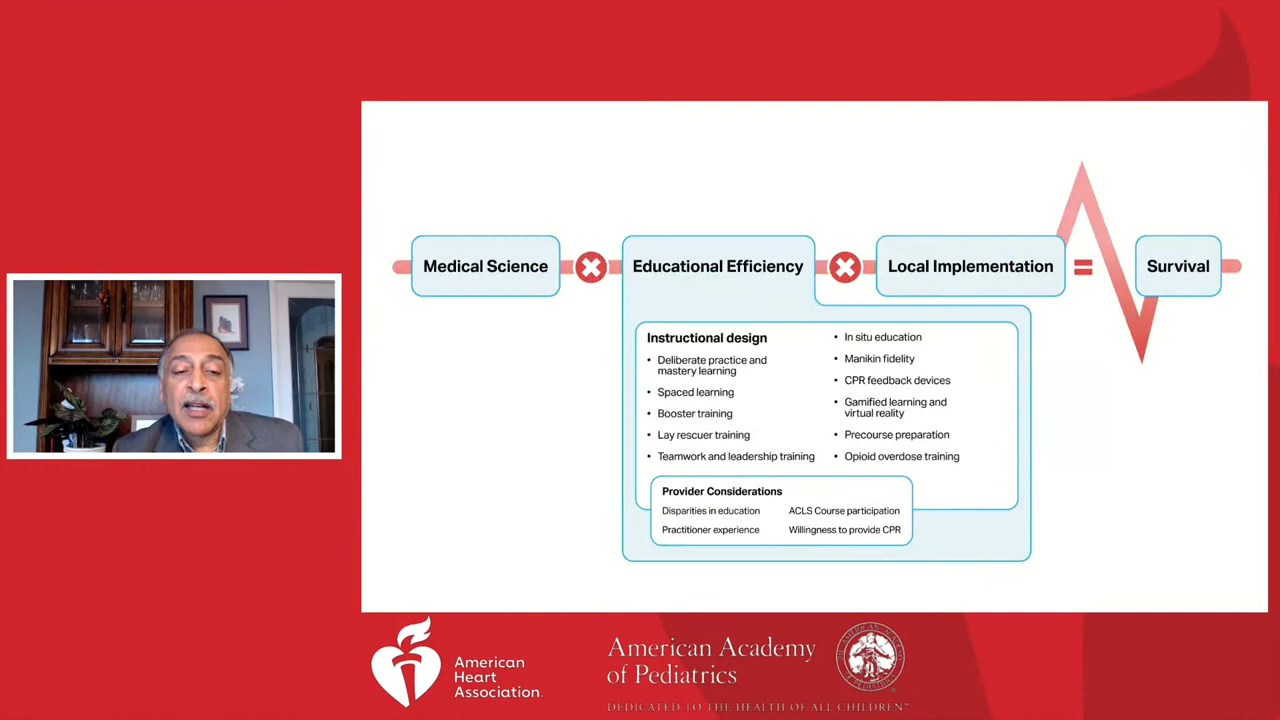 Medical Science
Educational Efficiency
Local Implementation
=
Survival
Instructional design
• Deliberate practice and
mastery learning
• Spaced learning
• Booster training
• Lay rescuer training
• Teamwork and leadership training
• In situ education
• Manikin fidelity
• CPR feedback devices
• Gamified learning and
virtual reality
• Precourse preparation
• Opioid overdose training
Provider Considerations
Disparities in education
ACLS Course participation
Practitioner experience
Willingness to provide CPR
American
Heart
Association.
American Academy
of Pediatrics
DEDICATED TO THE HEALTH OF ALL CHILDREN™